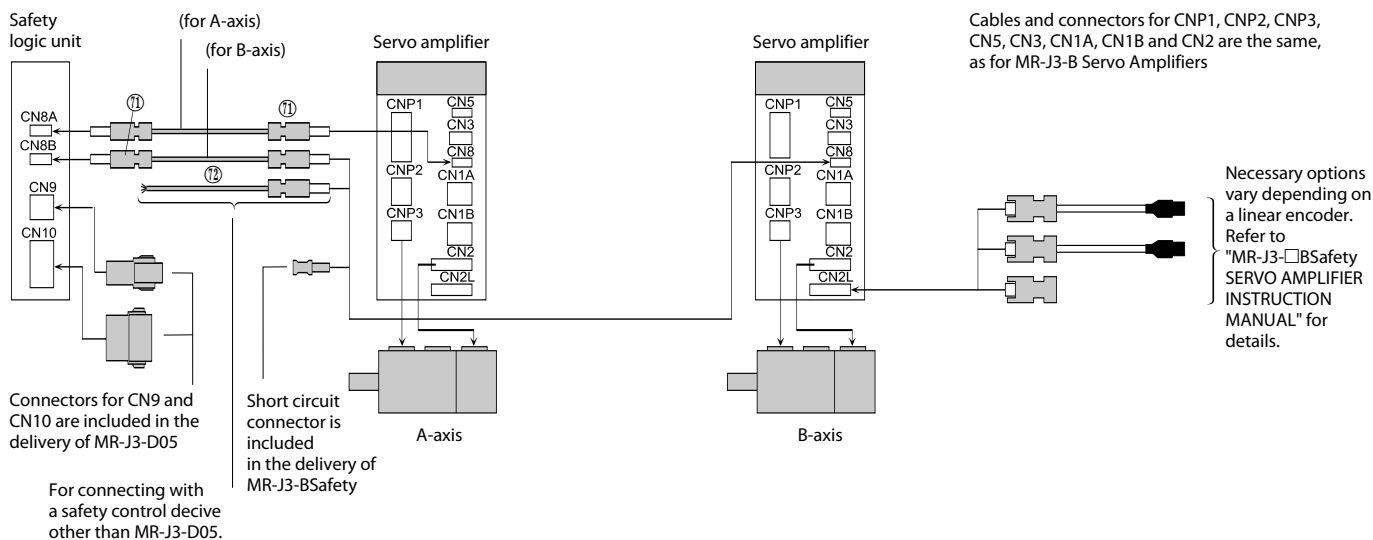 Safety
logic unit
(for A-axis)
(for B-axis)
Servo amplifier
Servo amplifier
Cables and connectors for CNP1, CNP2, CNP3,
CN5, CN3, CN1A, CN1B and CN2 are the same,
as for MR-J3-B Servo Amplifiers
CN8A
CN8B
CN9
CN10
㉛
㉛
㉜
CNP1
CNP2
CNP3
CN5
CN3
CN8
CN1A
CN1B
CN2
CN2L
CNP1
CNP2
CNP3
CN5
CN3
CN8
CN1A
CN1B
CN2
CN2L
Necessary options
vary depending on
a linear encoder.
Refer to
"MR-J3-□BSafety
SERVO AMPLIFIER
INSTRUCTION
MANUAL" for
details.
Connectors for CN9 and
CN10 are included in the
delivery of MR-J3-D05
Short circuit
connector is
included
in the delivery of
MR-J3-BSafety
A-axis
B-axis
For connecting with
a safety control decive
other than MR-J3-D05.